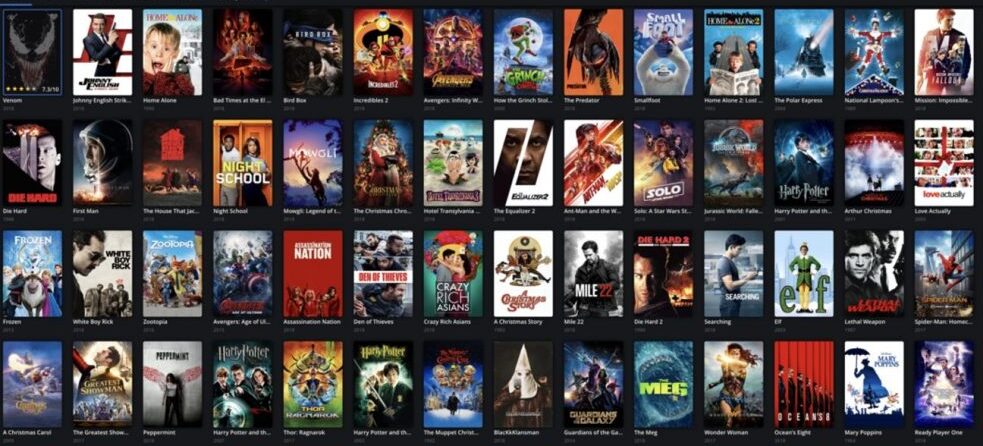 7.3/10
Venom
2018
JOHNNY ENGLISH
Johnny English Strik...
2018
HOME ALONE
Home Alone
1990
Bad Times at the El ...
2018
BIRD BOX
Bird Box
2018
INCREDIBLES 2
Incredibles 2
2018
AVENGERS
Avengers: Infinity W...
2018
GRINCH
How the Grinch Stol...
PREDATOR
The Predator
2018
SMALL FOOT
Smallfoot
2018
HOME ALONE 2
Home Alone 2: Lost ...
1992
The Polar Express
2004
National Lampoon's...
1989
FALLOUT
Mission: Impossible...
2018
DIE HARD
Die Hard
1988
First Man
2018
The House That Jac...
2018
NIGHT SCHOOL
Night School
2018
MOWGLI
Mowgli: Legend of t...
2018
CHRISTMAS
The Christmas Chro...
2018
HOTEL TRANSYLVANIA 3
Hotel Transylvania ...
2018
EQUALIZER 2
The Equalizer 2
2018
ANT-MAN
WASP
Ant-Man and the W...
2018
SOLO
Solo: A Star Wars St...
2018
JURASSIC WORLD
Jurassic World: Falle...
2018
Harry Potter
Harry Potter and th...
2001
CHRISTMAS
Arthur Christmas
2011
love actually
Love Actually
2003
FROZEN
Frozen
2013
WHITE BOY RICK
White Boy Rick
2018
ZOOTOPIA
Zootopia
2016
AVENGERS
Avengers: Age of Ul...
2015
ASSASSINATION NATION
Assassination Nation
2018
DEN OF THIEVES
Den of Thieves
2018
CRAZY RICH ASIANS
Crazy Rich Asians
2018
A CHRISTMAS STORY
A Christmas Story
1983
MILE 22
Mile 22
2018
DIE HARD 2
Die Hard 2
1990
SEARCHING
Searching
2018
elf
Elf
2003
LETHAL WEAPON
Lethal Weapon
1987
SPIDER-MAN
Spider-Man: Homec...
2017
A Christmas Carol
2009
THE GREATEST SHOWMAN
The Greatest Show...
2017
PEPPERMINT
Peppermint
2018
Harry Potter
Harry Potter and th...
THOR RAGNAROK
Thor: Ragnarok
2017
Harry Potter
Harry Potter and th...
2002
The Muppet Christ...
1992
BlacKkKlansman
2018
GUARDIANS OF THE GALAXY
Guardians of the Ga...
2014
THE MEG
The Meg
2018
WONDER WOMAN
Wonder Woman
2017
OCEAN'S 8
Ocean's Eight
2018
MARY POPPINS
Mary Poppins
1964
Ready Player One
2018